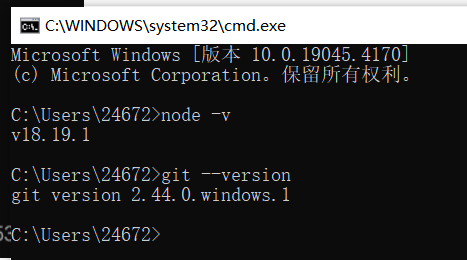 C:\WINDOWS\system32\cmd.exe
Microsoft Windows [版本 10.0.19045.4170]
(c) Microsoft Corporation。保留所有权利。
C:\Users\24672>node -v
v18.19.1
C:\Users\24672>git --version
git version 2.44.0.windows.1
C:\Users\24672>